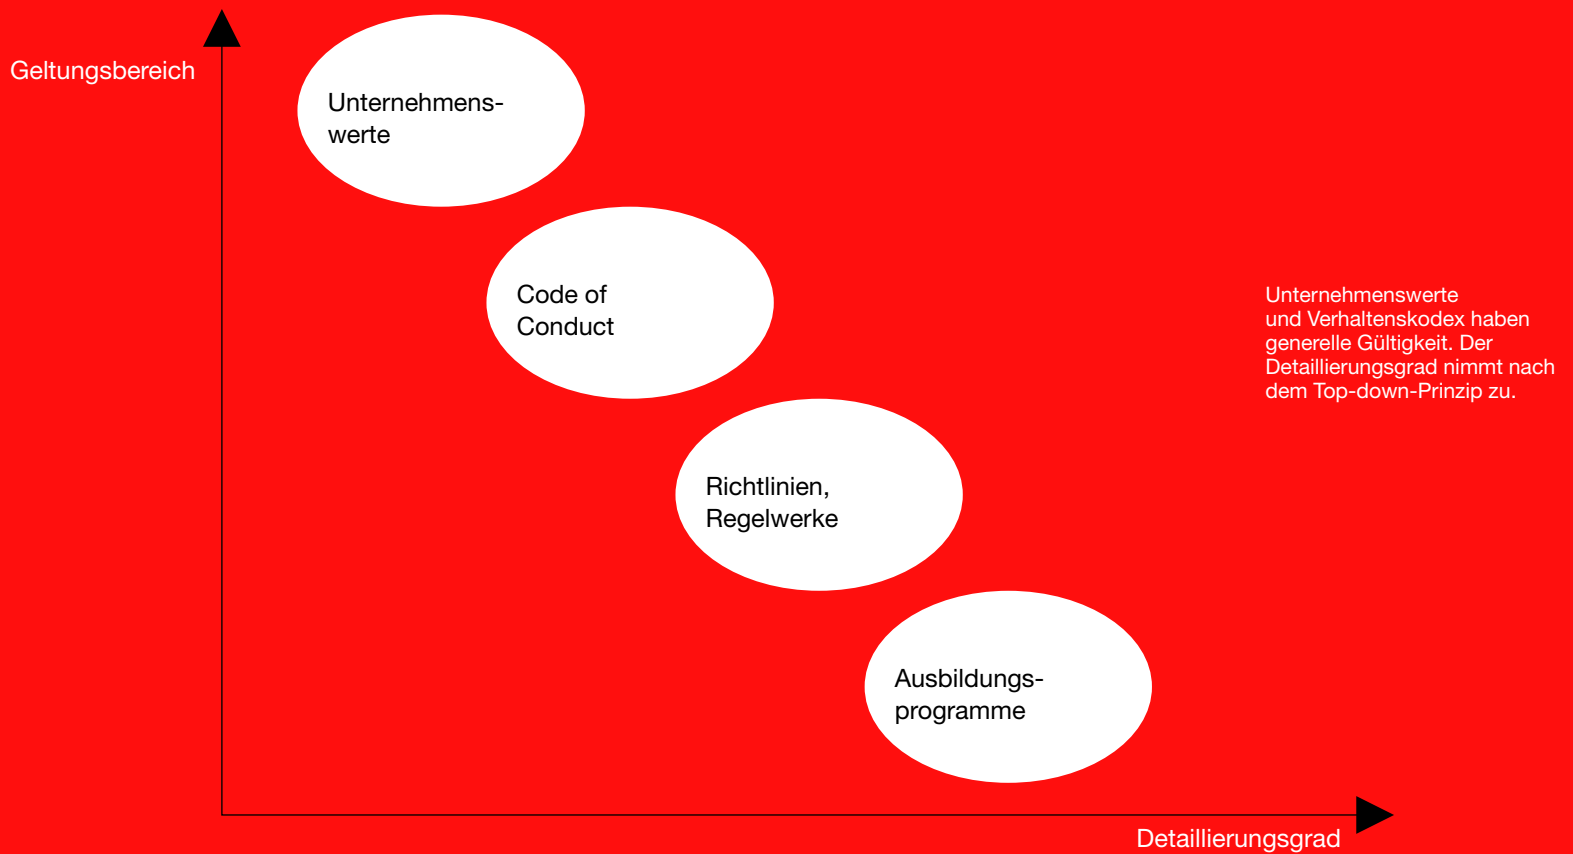 Geltungsbereich
Unternehmens-
werte
Code of
Conduct
Unternehmenswerte
und Verhaltenskodex haben
generelle Gültigkeit. Der
Detaillierungsgrad nimmt nach
dem Top-down-Prinzip zu.
Richtlinien,
Regelwerke
Ausbildungs-
programme
Detaillierungsgrad